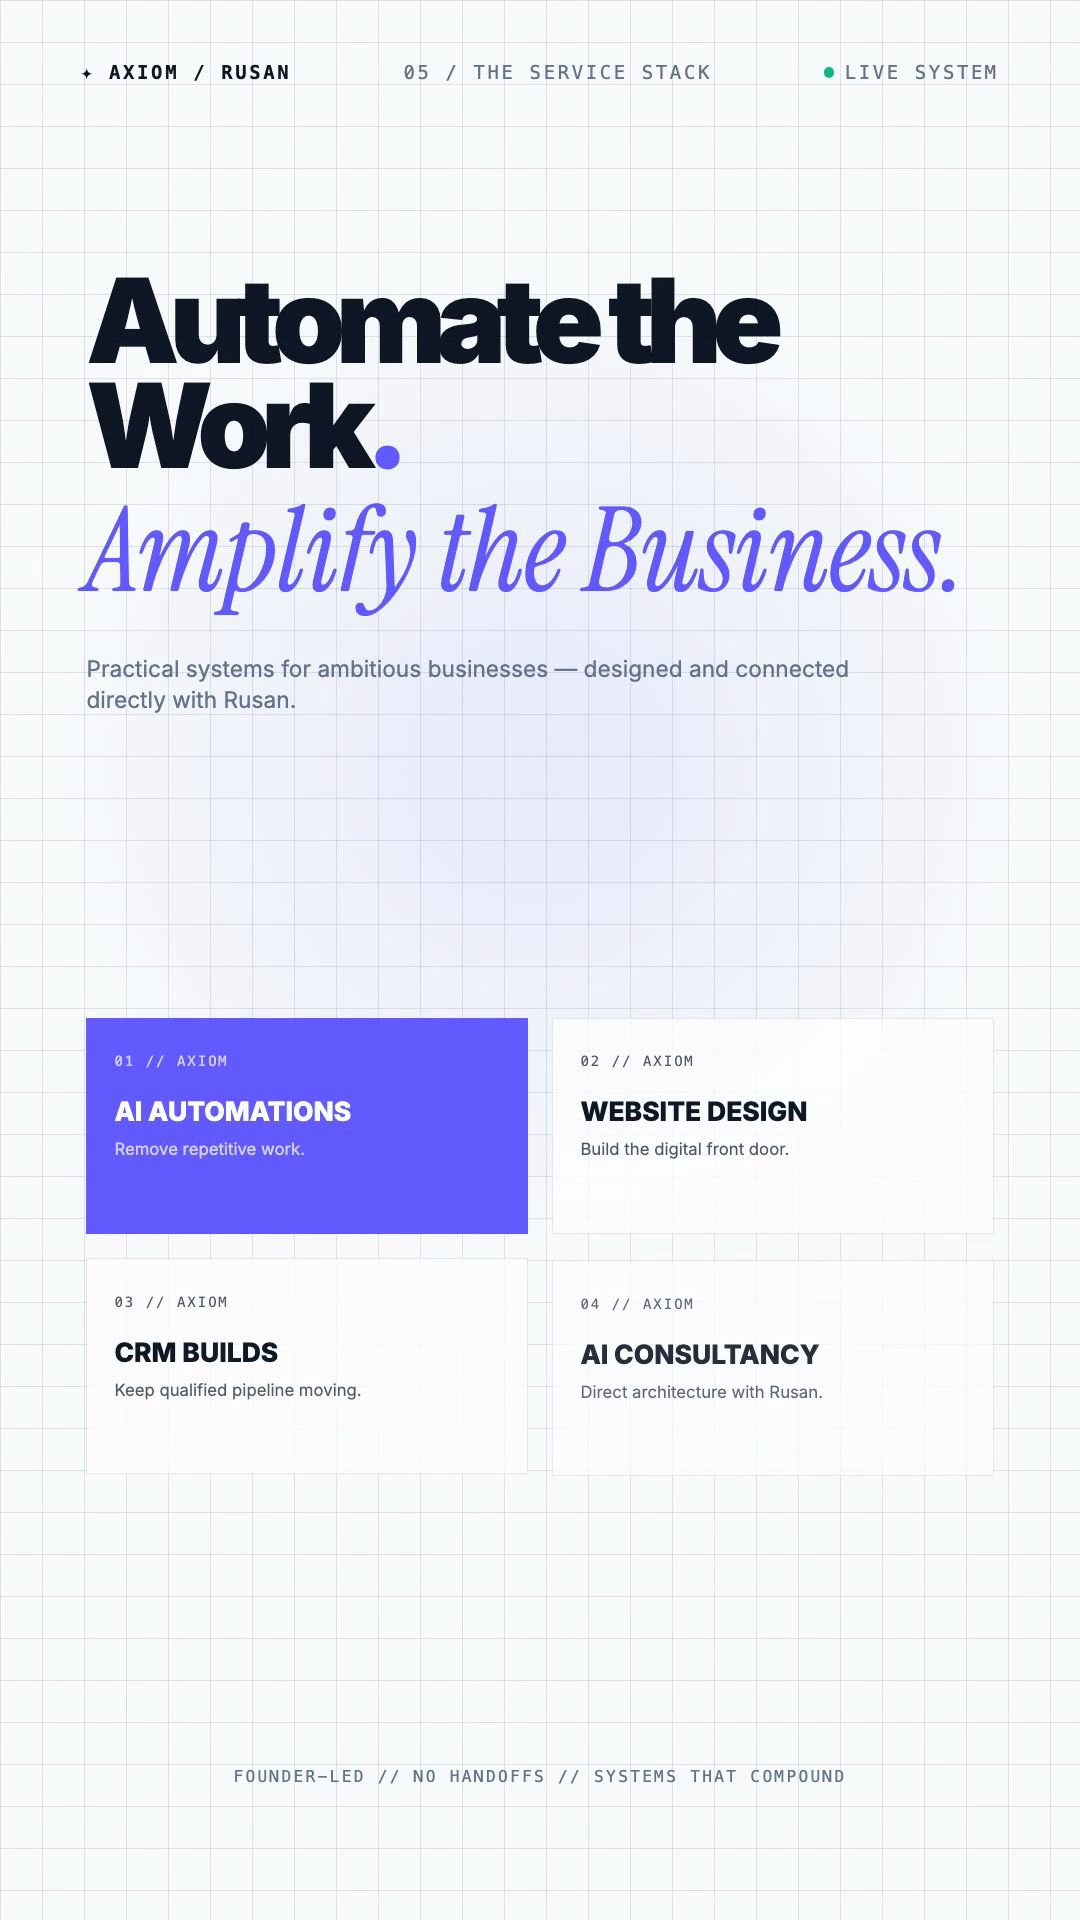 ✦ AXIOM / RUSAN
05 / THE SERVICE STACK
LIVE SYSTEM
Automate the
Work.
Amplify the Business.
Practical systems for ambitious businesses — designed and connected
directly with Rusan.
01 // AXIOM
AI AUTOMATIONS
Remove repetitive work.
02 // AXIOM
WEBSITE DESIGN
Build the digital front door.
03 // AXIOM
CRM BUILDS
Keep qualified pipeline moving.
04 // AXIOM
AI CONSULTANCY
Direct architecture with Rusan.
FOUNDER–LED // NO HANDOFFS // SYSTEMS THAT COMPOUND